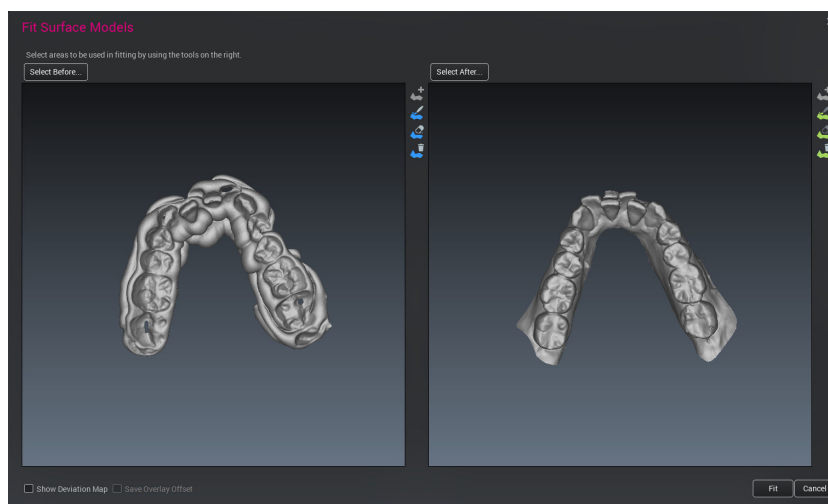 Fit Surface Models
Select areas to be used in fitting by using the tools on the right.
Select Before...
Select After...
Show Deviation Map
Save Overlay Offset
Fit
Cancel